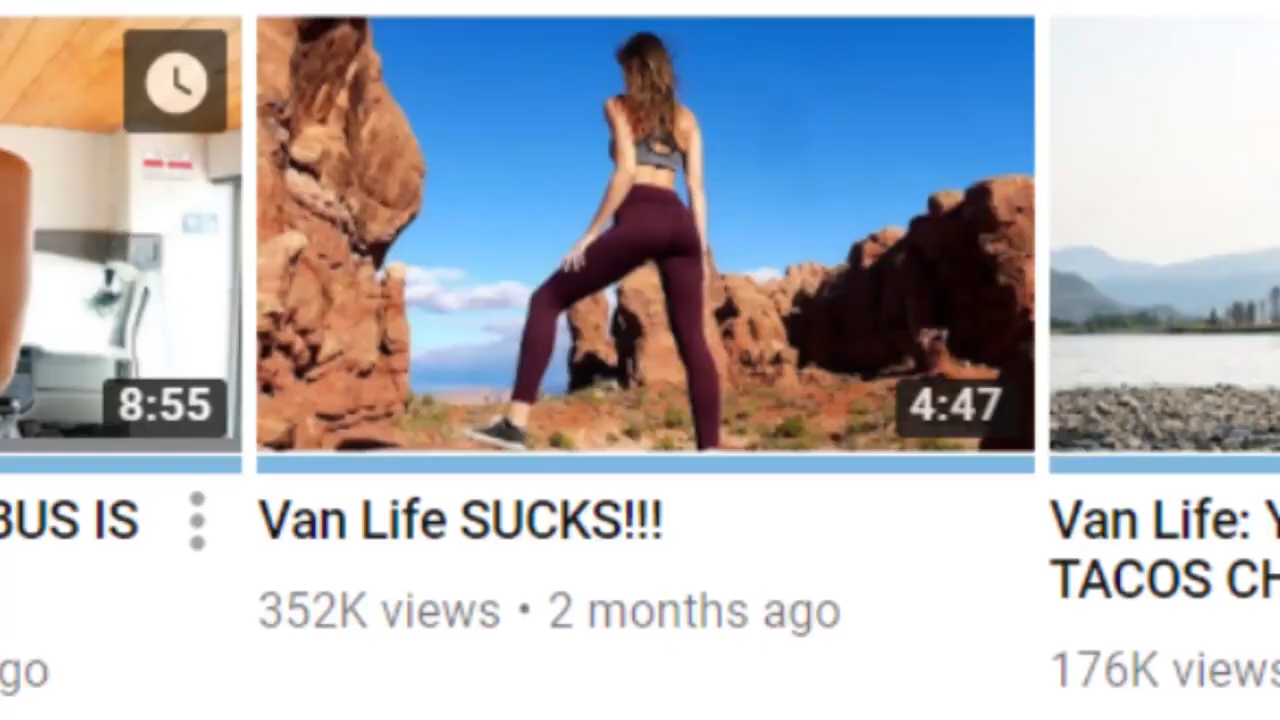 8:55
4:47
BUS IS
Van Life SUCKS!!!
Van Life: Y
TACOS CH
352K views • 2 months ago
go
176K views